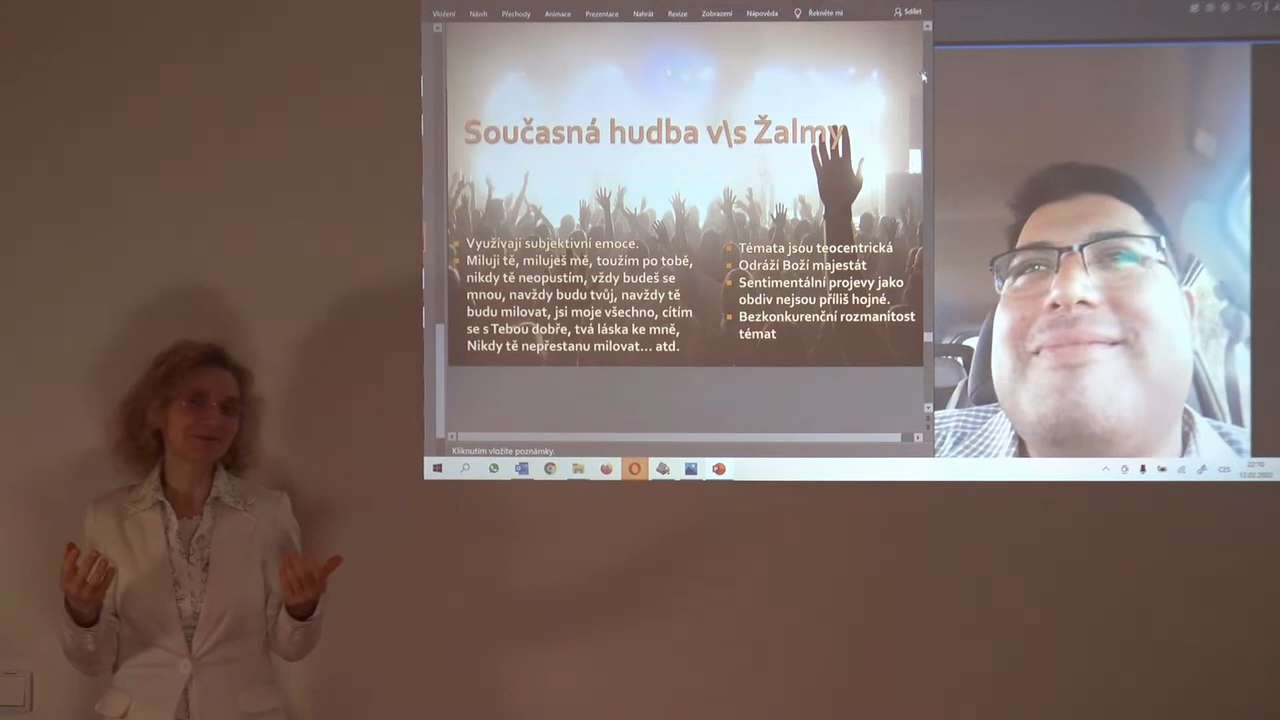 Vložení Návrh Přechody Animace Prezentace Nahrát Revize Zobrazení Nápověda Řekněte mi Sdílet
Současná hudba v\s Žalmy
Využívají subjektivní emoce.
Miluji tě, miluješ mě, toužím po tobě,
nikdy tě neopustím, vždy budeš se
mnou, navždy budu tvůj, navždy tě
budu milovat, jsi moje všechno, cítím
se s Tebou dobře, tvá láska ke mně,
Nikdy tě nepřestanu milovat... atd.
Témata jsou teocentrická
Odráží Boží majestát
Sentimentální projevy jako
obdiv nejsou příliš hojné.
Bezkonkurenční rozmanitost
témat
Kliknutím vložíte poznámky.
CES